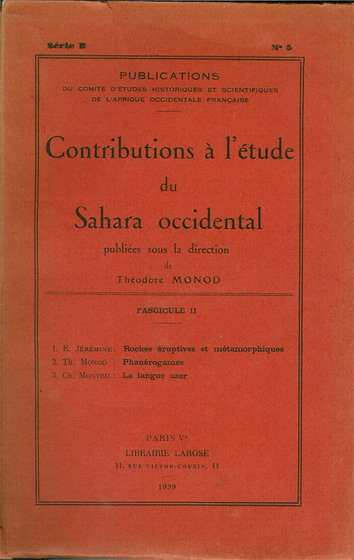 Série B Nº 5
PUBLICATIONS
DU COMITÉ D'ÉTUDES HISTORIQUES ET SCIENTIFIQUES
DE L'AFRIQUE OCCIDENTALE FRANÇAISE
Contributions à l'étude
du
Sahara occidental
publiées sous la direction
de
Théodore MONOD
FASCICULE II
1. E. JÉRÉMINE : Roches éruptives et métamorphiques
2. Th. MONOD : Phanérogames
3. Ch. MONTEIL : La langue azer
PARIS Vᵉ
LIBRAIRIE LAROSE
11, RUE VICTOR-COUSIN, 11
1939